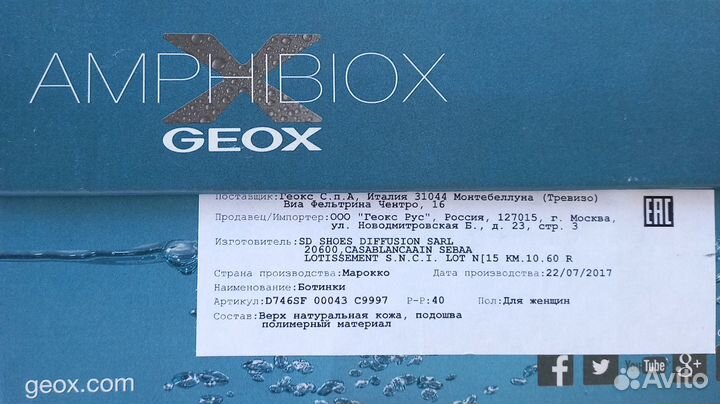 AMPHIBIOX
GEOX
Поставщик:Геокс С.п.А, Италия 31044 Монтебеллуна (Тревизо)
Виа Фельтрина Чентро, 16
Продавец/Импортер:ООО "Геокс Рус", Россия, 127015, г. Москва,
ул. Новодмитровская Б., д. 23, стр. 3
EAC
Изготовитель:SD SHOES DIFFUSION SARL
20600,CASABLANCAAIN SEBAA
LOTISSEMENT S.N.C.I. LOT N[15 KM.10.60 R
Страна производства:Марокко Дата производства:22/07/2017
Наименование:Ботинки
Артикул:D746SF 00043 C9997 Р-Р:40 Пол:Для женщин
Состав:Верх натуральная кожа, подошва
полимерный материал
geox.com
f YouTube g+
Avito